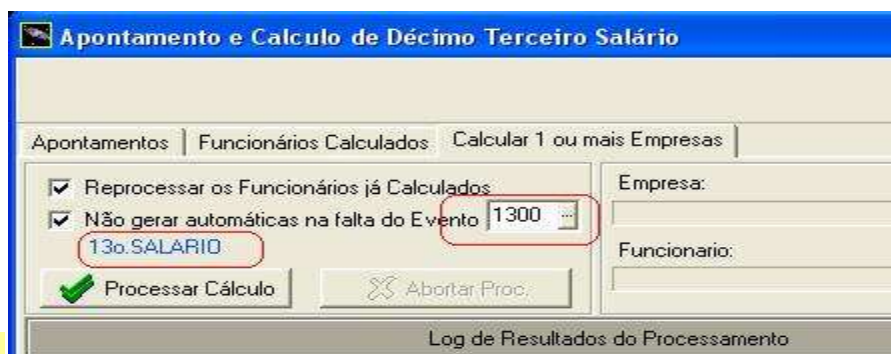 Apontamento e Calculo de Décimo Terceiro Salário
Apontamentos Funcionários Calculados Calcular 1 ou mais Empresas
Reprocessar os Funcionários já Calculados
Não gerar automáticas na falta do Evento 1300 ...
13o.SALARIO
Processar Cálculo Abortar Proc.
Empresa:
Funcionario:
Log de Resultados do Processamento